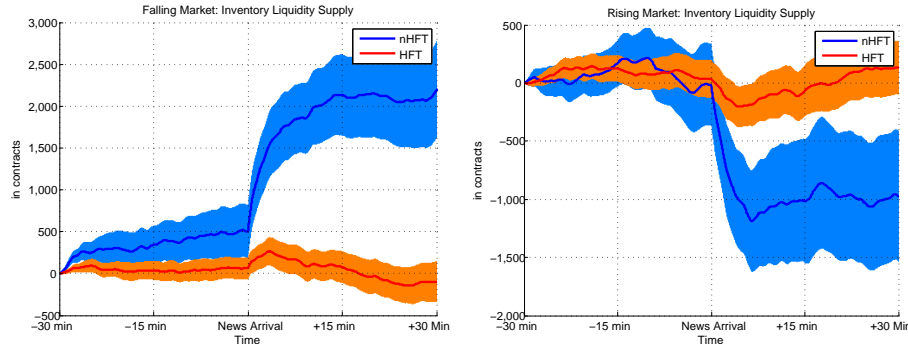 Falling Market: Inventory Liquidity Supply
3,000
2,500
2,000
1,500
1,000
500
0
−500
in contracts
nHFT
HFT
−30 min −15 min News Arrival +15 min +30 Min
Time
Rising Market: Inventory Liquidity Supply
500
0
−500
−1,000
−1,500
−2,000
in contracts
nHFT
HFT
−30 min −15 min News Arrival +15 min +30 Min
Time